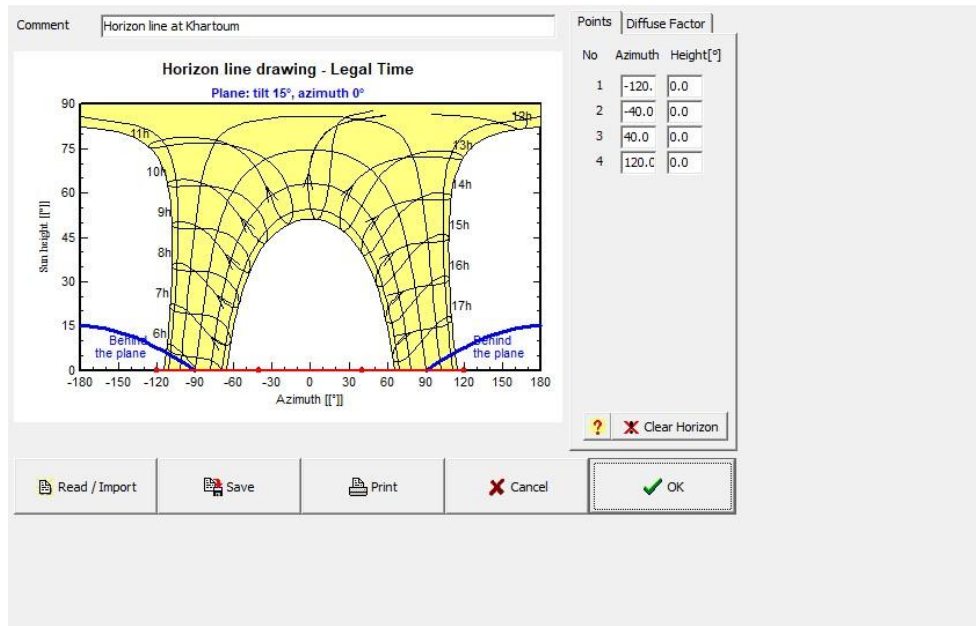 Comment Horizon line at Khartoum
Points Diffuse Factor
No Azimuth Height[°]
1 -120. 0.0
2 -40.0 0.0
3 40.0 0.0
4 120.0 0.0
Horizon line drawing - Legal Time
Plane: tilt 15°, azimuth 0°
90
75
60
45
30
15
0
Sun height [[°]]
11h
10h
9h
8h
7h
6h
12h
13h
14h
15h
16h
17h
Behind
the plane
Behind
the plane
-180 -150 -120 -90 -60 -30 0 30 60 90 120 150 180
Azimuth [[°]]
? Clear Horizon
Read / Import Save Print Cancel OK